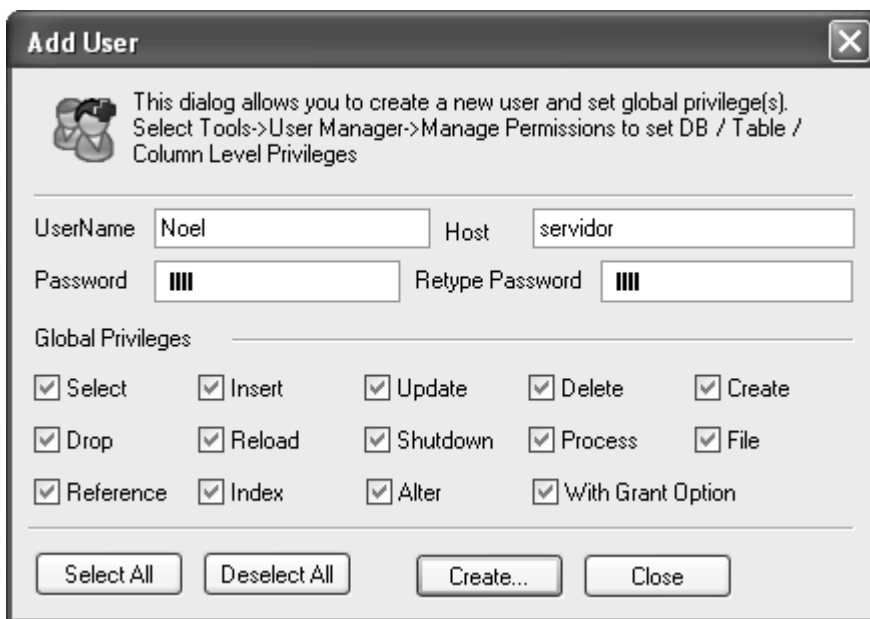 Add User
This dialog allows you to create a new user and set global privilege(s).
Select Tools->User Manager->Manage Permissions to set DB / Table /
Column Level Privileges
UserName Noel Host servidor
Password Retype Password
Global Privileges
Select Insert Update Delete Create
Drop Reload Shutdown Process File
Reference Index Alter With Grant Option
Select All Deselect All Create... Close